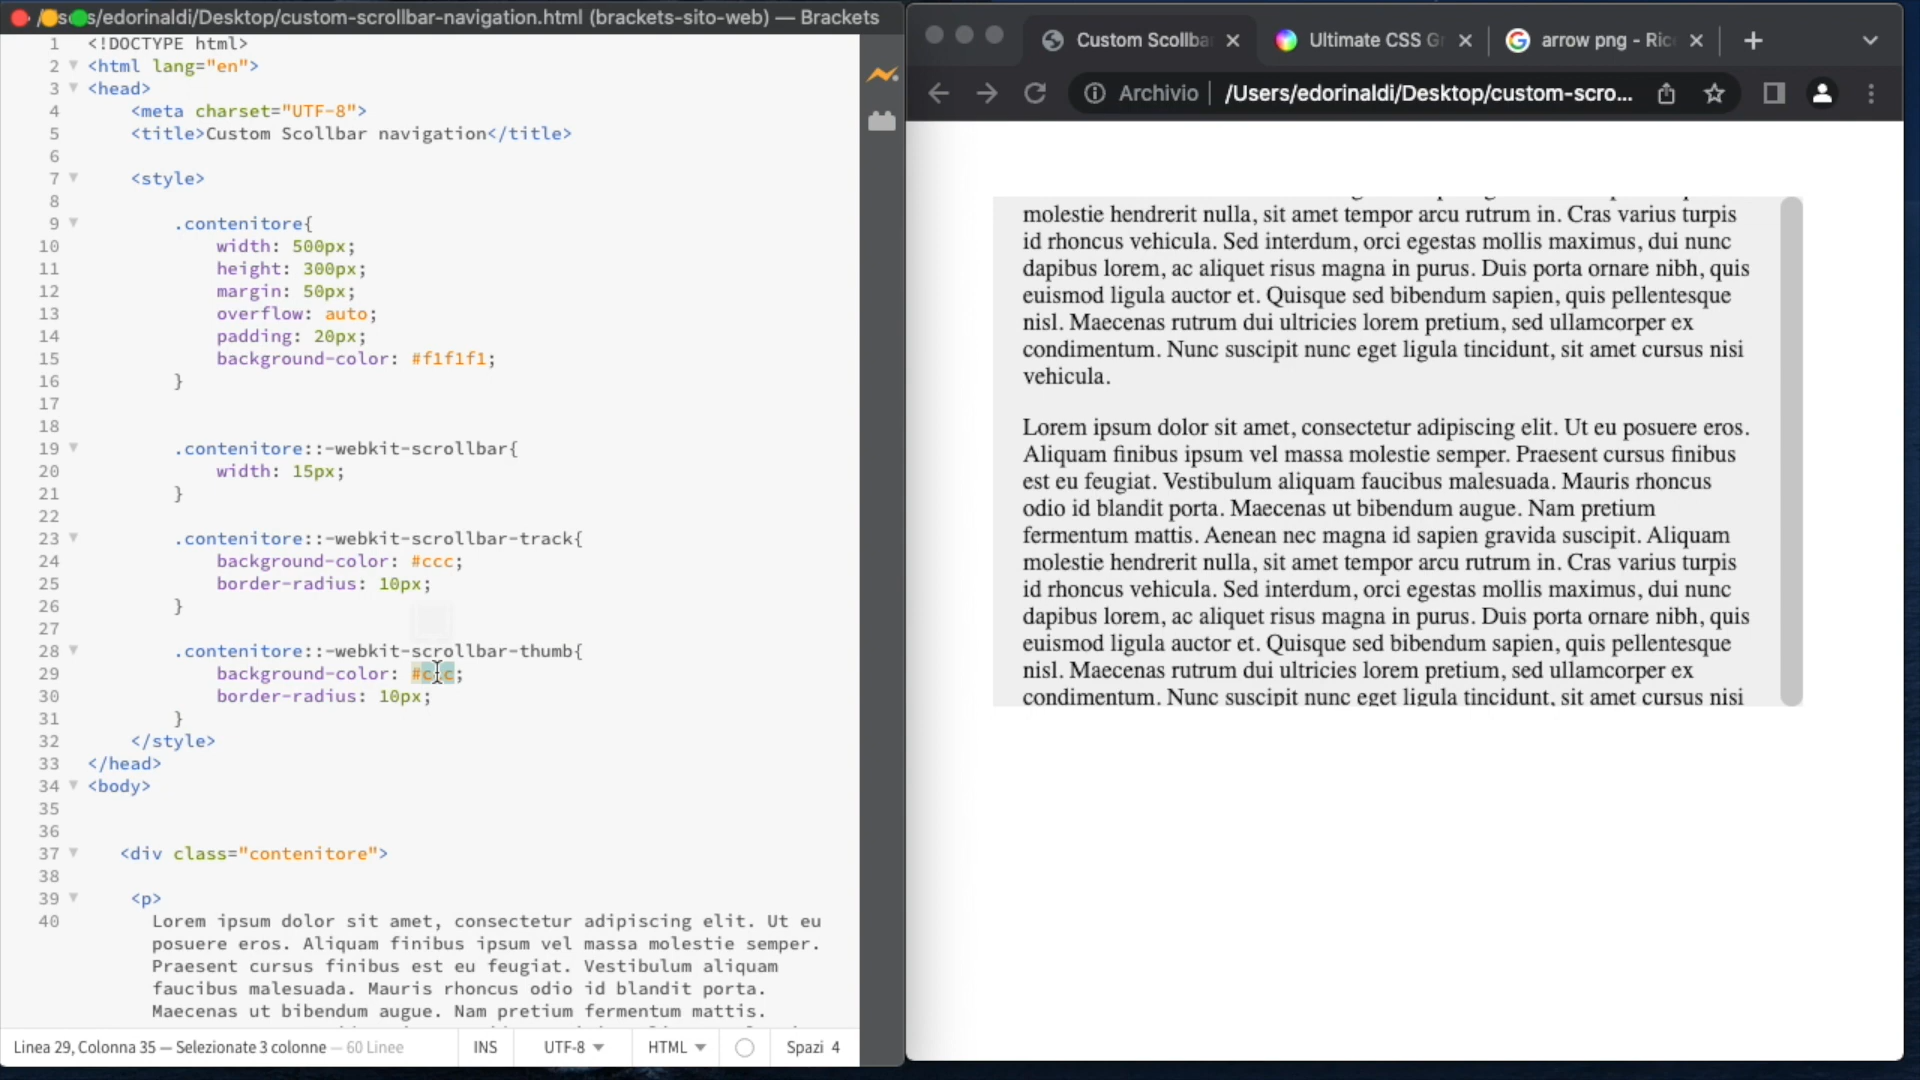 /Users/edorinaldi/Desktop/custom-scrollbar-navigation.html (brackets-sito-web) — Brackets
1 <!DOCTYPE html>
2 <html lang="en">
3 <head>
4 <meta charset="UTF-8">
5 <title>Custom Scollbar navigation</title>
6
7 <style>
8
9 .contenitore{
10 width: 500px;
11 height: 300px;
12 margin: 50px;
13 overflow: auto;
14 padding: 20px;
15 background-color: #f1f1f1;
16 }
17
18
19 .contenitore::-webkit-scrollbar{
20 width: 15px;
21 }
22
23 .contenitore::-webkit-scrollbar-track{
24 background-color: #ccc;
25 border-radius: 10px;
26 }
27
28 .contenitore::-webkit-scrollbar-thumb{
29 background-color: #ccc;
30 border-radius: 10px;
31 }
32 </style>
33 </head>
34 <body>
35
36
37 <div class="contenitore">
38
39 <p>
40 Lorem ipsum dolor sit amet, consectetur adipiscing elit. Ut eu
posuere eros. Aliquam finibus ipsum vel massa molestie semper.
Praesent cursus finibus est eu feugiat. Vestibulum aliquam
faucibus malesuada. Mauris rhoncus odio id blandit porta.
Maecenas ut bibendum augue. Nam pretium fermentum mattis.
Linea 29, Colonna 35 — Selezionate 3 colonne — 60 Linee
INS
UTF-8
HTML
Spazi 4
Custom Scollba
Ultimate CSS G
arrow png - Ric
Archivio
/Users/edorinaldi/Desktop/custom-scro...
molestie hendrerit nulla, sit amet tempor arcu rutrum in. Cras varius turpis
id rhoncus vehicula. Sed interdum, orci egestas mollis maximus, dui nunc
dapibus lorem, ac aliquet risus magna in purus. Duis porta ornare nibh, quis
euismod ligula auctor et. Quisque sed bibendum sapien, quis pellentesque
nisl. Maecenas rutrum dui ultricies lorem pretium, sed ullamcorper ex
condimentum. Nunc suscipit nunc eget ligula tincidunt, sit amet cursus nisi
vehicula.
Lorem ipsum dolor sit amet, consectetur adipiscing elit. Ut eu posuere eros.
Aliquam finibus ipsum vel massa molestie semper. Praesent cursus finibus
est eu feugiat. Vestibulum aliquam faucibus malesuada. Mauris rhoncus
odio id blandit porta. Maecenas ut bibendum augue. Nam pretium
fermentum mattis. Aenean nec magna id sapien gravida suscipit. Aliquam
molestie hendrerit nulla, sit amet tempor arcu rutrum in. Cras varius turpis
id rhoncus vehicula. Sed interdum, orci egestas mollis maximus, dui nunc
dapibus lorem, ac aliquet risus magna in purus. Duis porta ornare nibh, quis
euismod ligula auctor et. Quisque sed bibendum sapien, quis pellentesque
nisl. Maecenas rutrum dui ultricies lorem pretium, sed ullamcorper ex
condimentum. Nunc suscipit nunc eget ligula tincidunt, sit amet cursus nisi